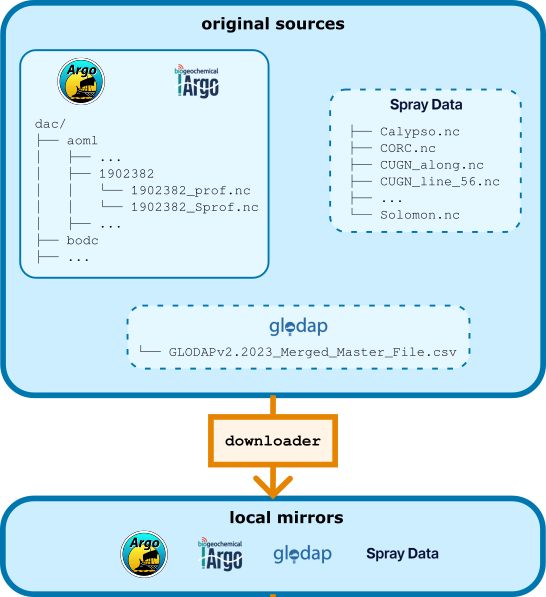 original sources
Argo
biogeochemical
Argo
dac/
├── aoml
│   ├── ...
│   ├── 1902382
│   │   └── 1902382_prof.nc
│   │   └── 1902382_Sprof.nc
│   ├── ...
├── bodc
├── ...
Spray Data
├── Calypso.nc
├── CORC.nc
├── CUGN_along.nc
├── CUGN_line_56.nc
├── ...
└── Solomon.nc
glodap
└── GLODAPv2.2023_Merged_Master_File.csv
downloader
local mirrors
Argo
biogeochemical
Argo
glodap
Spray Data